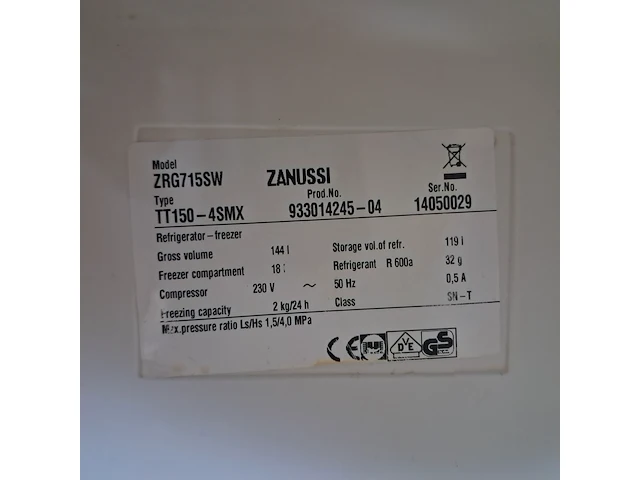 Model
ZRG715SW ZANUSSI
Type Prod.No. Ser.No.
TT150-4SMX 933014245-04 14050029
Refrigerator-freezer
Gross volume 144 l Storage vol.of refr. 119 l
Freezer compartment 18 l Refrigerant R 600a 32 g
Compressor 230 V ~ 50 Hz 0,5 A
Freezing capacity 2 kg/24 h Class SN-T
Max.pressure ratio Ls/Hs 1,5/4,0 MPa
CE DVE GS